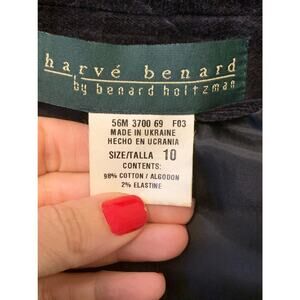 harvé benard
by benard holtzman
56M 3700 69 F03
MADE IN UKRAINE
HECHO EN UCRANIA
SIZE/TALLA 10
CONTENTS:
98% COTTON / ALGODON
2% ELASTINE